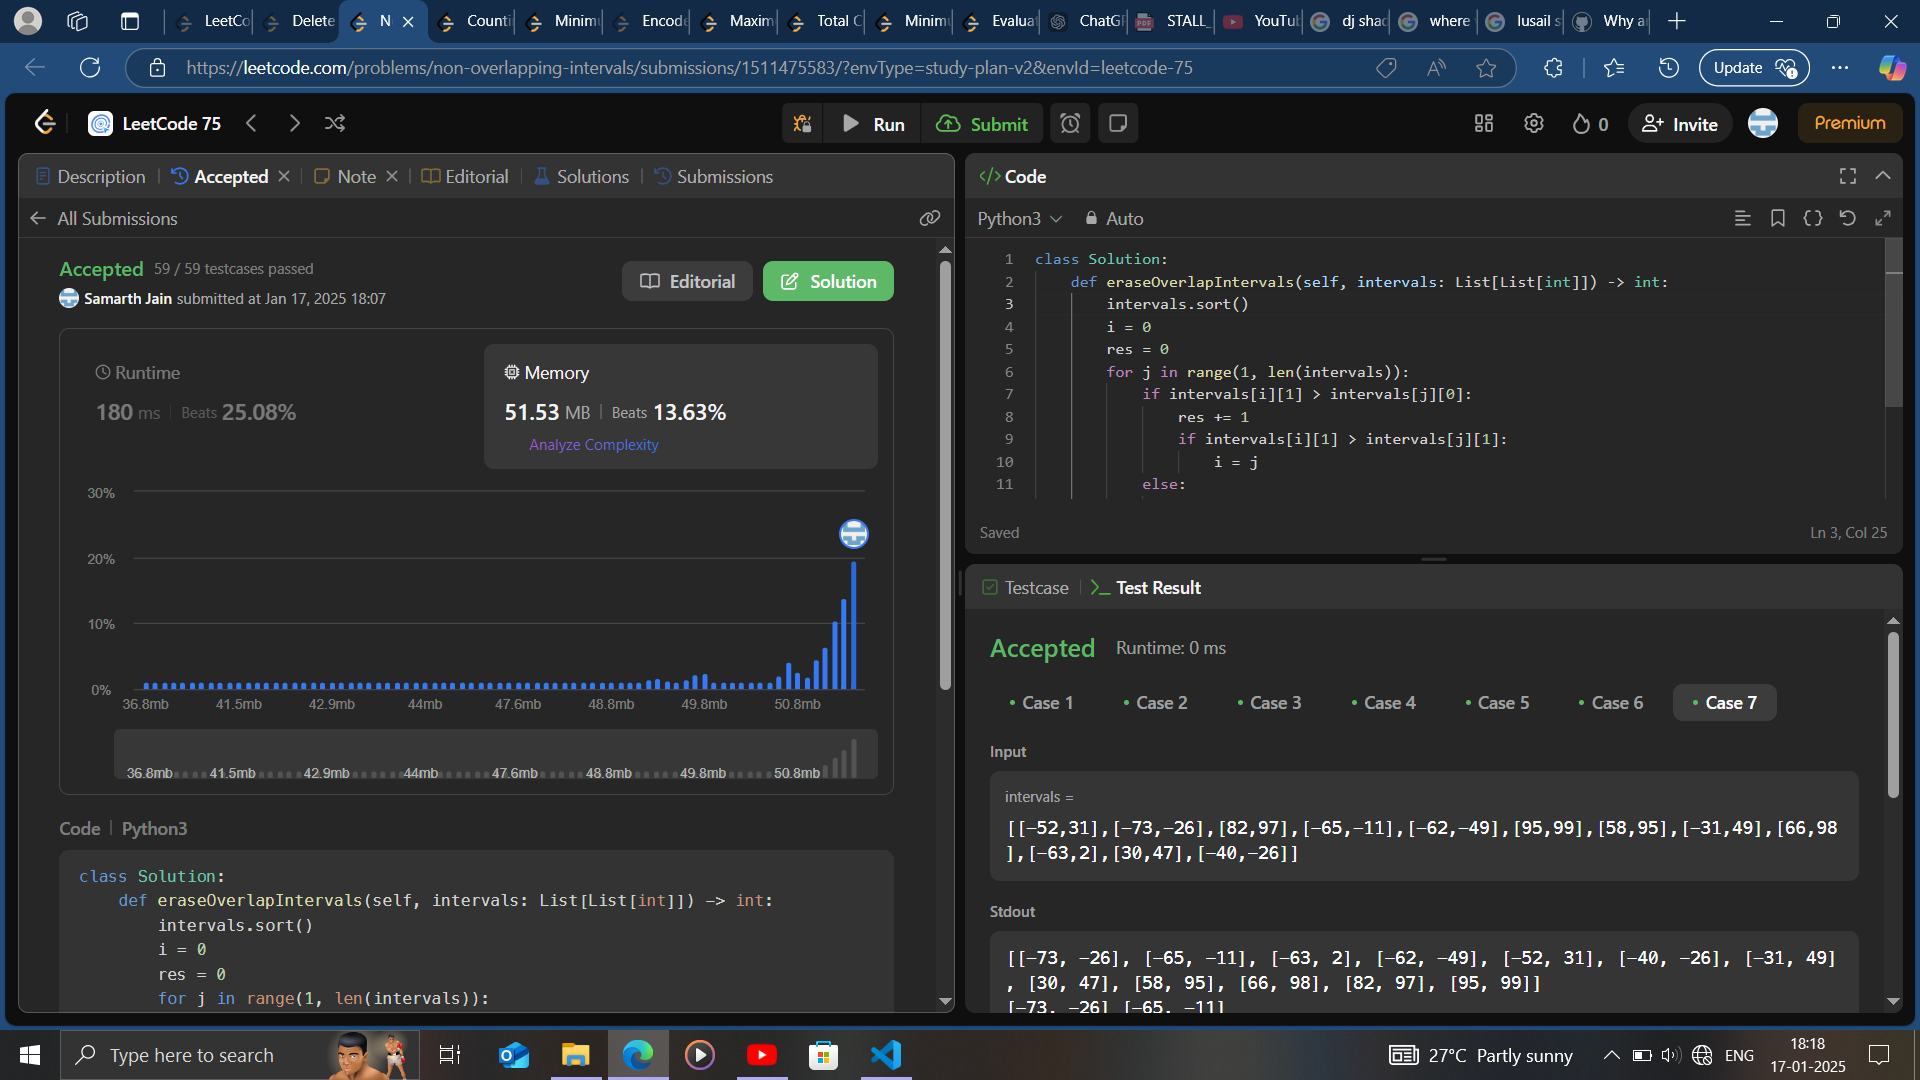 LeetCo
Delete
N
Counti
Minimu
Encode
Maxim
Total C
Minimu
Evaluat
ChatGP
STALL_
YouTub
dj shad
where
lusail s
Why a
https://leetcode.com/problems/non-overlapping-intervals/submissions/1511475583/?envType=study-plan-v2&envId=leetcode-75
Update
LeetCode 75
Run
Submit
0
Invite
Premium
Description
Accepted
Note
Editorial
Solutions
Submissions
All Submissions
Accepted 59 / 59 testcases passed
Samarth Jain submitted at Jan 17, 2025 18:07
Editorial
Solution
Runtime
180 ms Beats 25.08%
Memory
51.53 MB Beats 13.63%
Analyze Complexity
30%
20%
10%
0%
36.8mb 41.5mb 42.9mb 44mb 47.6mb 48.8mb 49.8mb 50.8mb
36.8mb 41.5mb 42.9mb 44mb 47.6mb 48.8mb 49.8mb 50.8mb
Code Python3
class Solution:
    def eraseOverlapIntervals(self, intervals: List[List[int]]) -> int:
        intervals.sort()
        i = 0
        res = 0
        for j in range(1, len(intervals)):
</> Code
Python3
Auto
1 class Solution:
2     def eraseOverlapIntervals(self, intervals: List[List[int]]) -> int:
3         intervals.sort()
4         i = 0
5         res = 0
6         for j in range(1, len(intervals)):
7             if intervals[i][1] > intervals[j][0]:
8                 res += 1
9                 if intervals[i][1] > intervals[j][1]:
10                     i = j
11             else:
Saved
Ln 3, Col 25
Testcase
Test Result
Accepted Runtime: 0 ms
Case 1
Case 2
Case 3
Case 4
Case 5
Case 6
Case 7
Input
intervals =
[[-52,31],[-73,-26],[82,97],[-65,-11],[-62,-49],[95,99],[58,95],[-31,49],[66,98
],[-63,2],[30,47],[-40,-26]]
Stdout
[[-73, -26], [-65, -11], [-63, 2], [-62, -49], [-52, 31], [-40, -26], [-31, 49]
, [30, 47], [58, 95], [66, 98], [82, 97], [95, 99]]
[-73, -26] [-65, -11]
Type here to search
27°C Partly sunny
ENG
18:18
17-01-2025